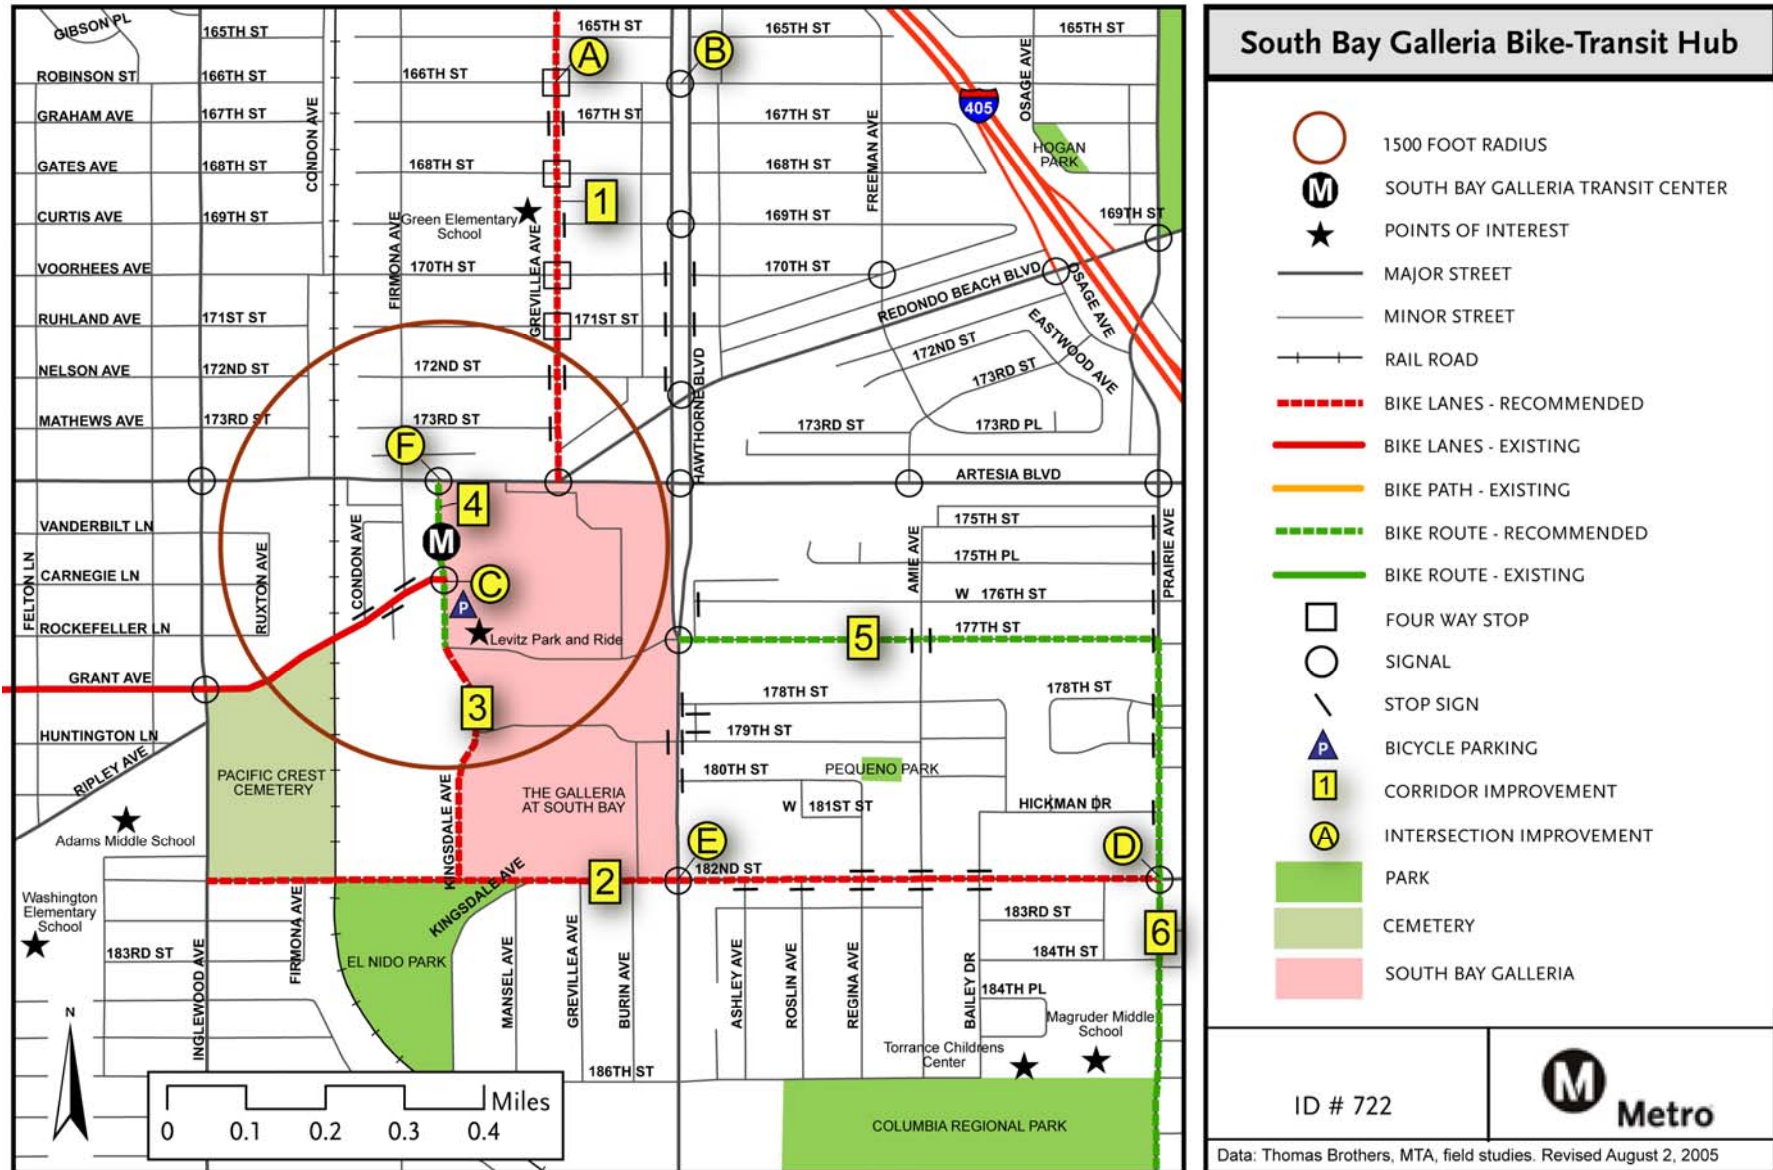 GIBSON PL
165TH ST
165TH ST
165TH ST
165TH ST
A
B
ROBINSON ST
166TH ST
166TH ST
405
OSAGE AVE
GRAHAM AVE
167TH ST
167TH ST
167TH ST
CONDON AVE
FREEMAN AVE
HOGAN
PARK
GATES AVE
168TH ST
168TH ST
168TH ST
1
CURTIS AVE
169TH ST
Green Elementary
School
169TH ST
169TH ST
FIRMONA AVE
GREVILLEA AVE
VOORHEES AVE
170TH ST
170TH ST
REDONDO BEACH BLVD
OSAGE AVE
RUHLAND AVE
171ST ST
171ST ST
EASTWOOD AVE
172ND ST
NELSON AVE
172ND ST
172ND ST
HAWTHORNE BLVD
173RD ST
MATHEWS AVE
173RD ST
173RD ST
173RD ST
173RD PL
F
ARTESIA BLVD
4
VANDERBILT LN
175TH ST
M
FELTON LN
RUXTON AVE
CONDON AVE
AMIE AVE
PRAIRIE AVE
175TH PL
CARNEGIE LN
C
P
W 176TH ST
ROCKEFELLER LN
Levitz Park and Ride
5
177TH ST
GRANT AVE
178TH ST
178TH ST
3
HUNTINGTON LN
179TH ST
RIPLEY AVE
PACIFIC CREST
CEMETERY
KINGSDALE AVE
THE GALLERIA
AT SOUTH BAY
180TH ST
PEQUENO PARK
W 181ST ST
HICKMAN DR
Adams Middle School
E
D
182ND ST
2
KINGSDALE AVE
Washington
Elementary
School
FIRMONA AVE
183RD ST
6
183RD ST
EL NIDO PARK
184TH ST
INGLEWOOD AVE
MANSEL AVE
GREVILLEA AVE
BURIN AVE
ASHLEY AVE
ROSLIN AVE
REGINA AVE
BAILEY DR
184TH PL
N
Magruder Middle
School
Torrance Childrens
Center
186TH ST
Miles
0 0.1 0.2 0.3 0.4
COLUMBIA REGIONAL PARK
South Bay Galleria Bike-Transit Hub
1500 FOOT RADIUS
M SOUTH BAY GALLERIA TRANSIT CENTER
POINTS OF INTEREST
MAJOR STREET
MINOR STREET
RAIL ROAD
BIKE LANES - RECOMMENDED
BIKE LANES - EXISTING
BIKE PATH - EXISTING
BIKE ROUTE - RECOMMENDED
BIKE ROUTE - EXISTING
FOUR WAY STOP
SIGNAL
STOP SIGN
P BICYCLE PARKING
1 CORRIDOR IMPROVEMENT
A INTERSECTION IMPROVEMENT
PARK
CEMETERY
SOUTH BAY GALLERIA
ID # 722
M Metro
Data: Thomas Brothers, MTA, field studies. Revised August 2, 2005